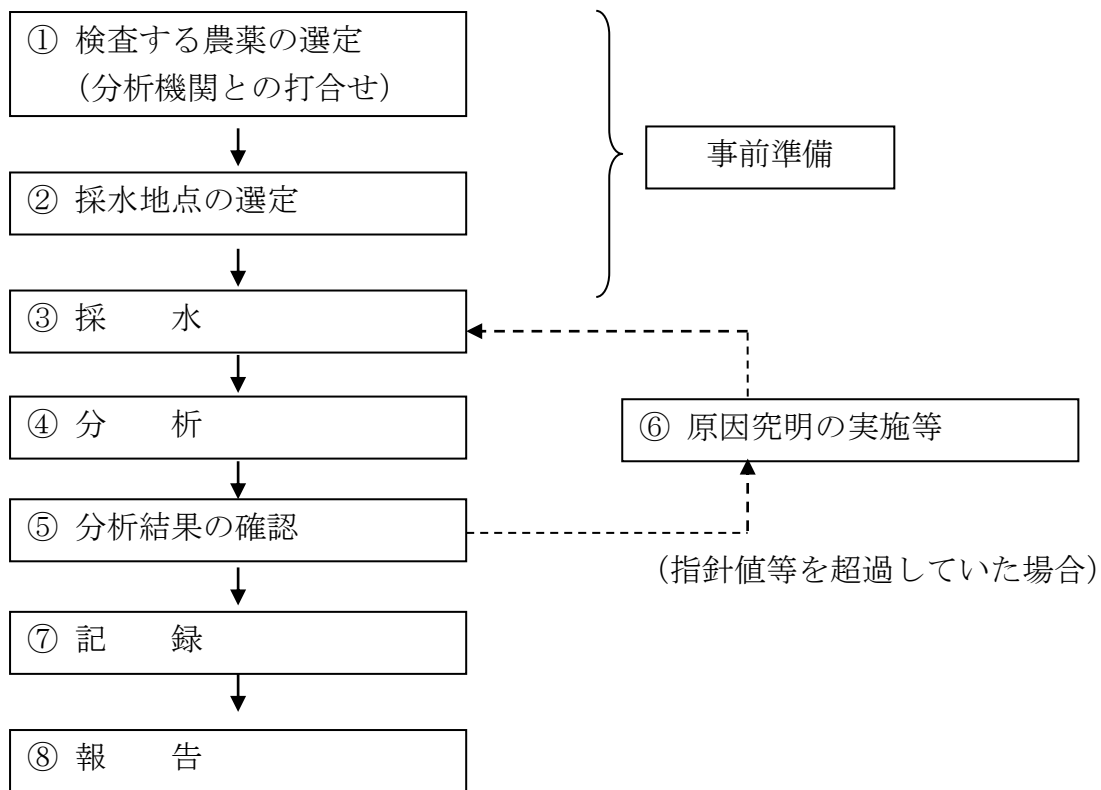 ① 検査する農薬の選定
(分析機関との打合せ)
事前準備
② 採水地点の選定
③ 採　　水
④ 分　　析
⑥ 原因究明の実施等
⑤ 分析結果の確認
(指針値等を超過していた場合)
⑦ 記　　録
⑧ 報　　告